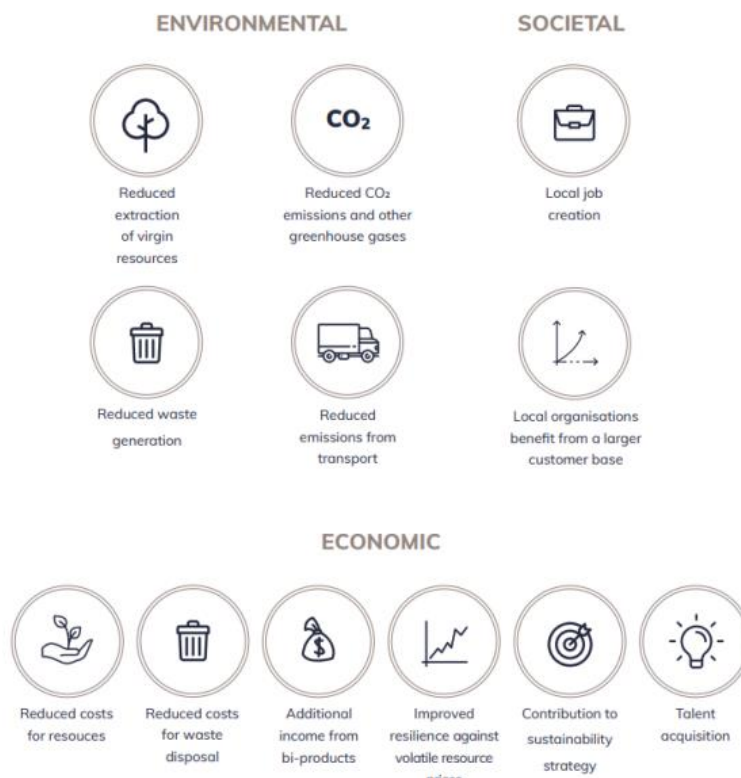 ENVIRONMENTAL
SOCIETAL
CO₂
Reduced
extraction
of virgin
resources
Reduced CO₂
emissions and other
greenhouse gases
Local job
creation
Reduced waste
generation
Reduced
emissions from
transport
Local organisations
benefit from a larger
customer base
ECONOMIC
$
Reduced costs
for resouces
Reduced costs
for waste
disposal
Additional
income from
bi-products
Improved
resilience against
volatile resource
Contribution to
sustainability
strategy
Talent
acquisition